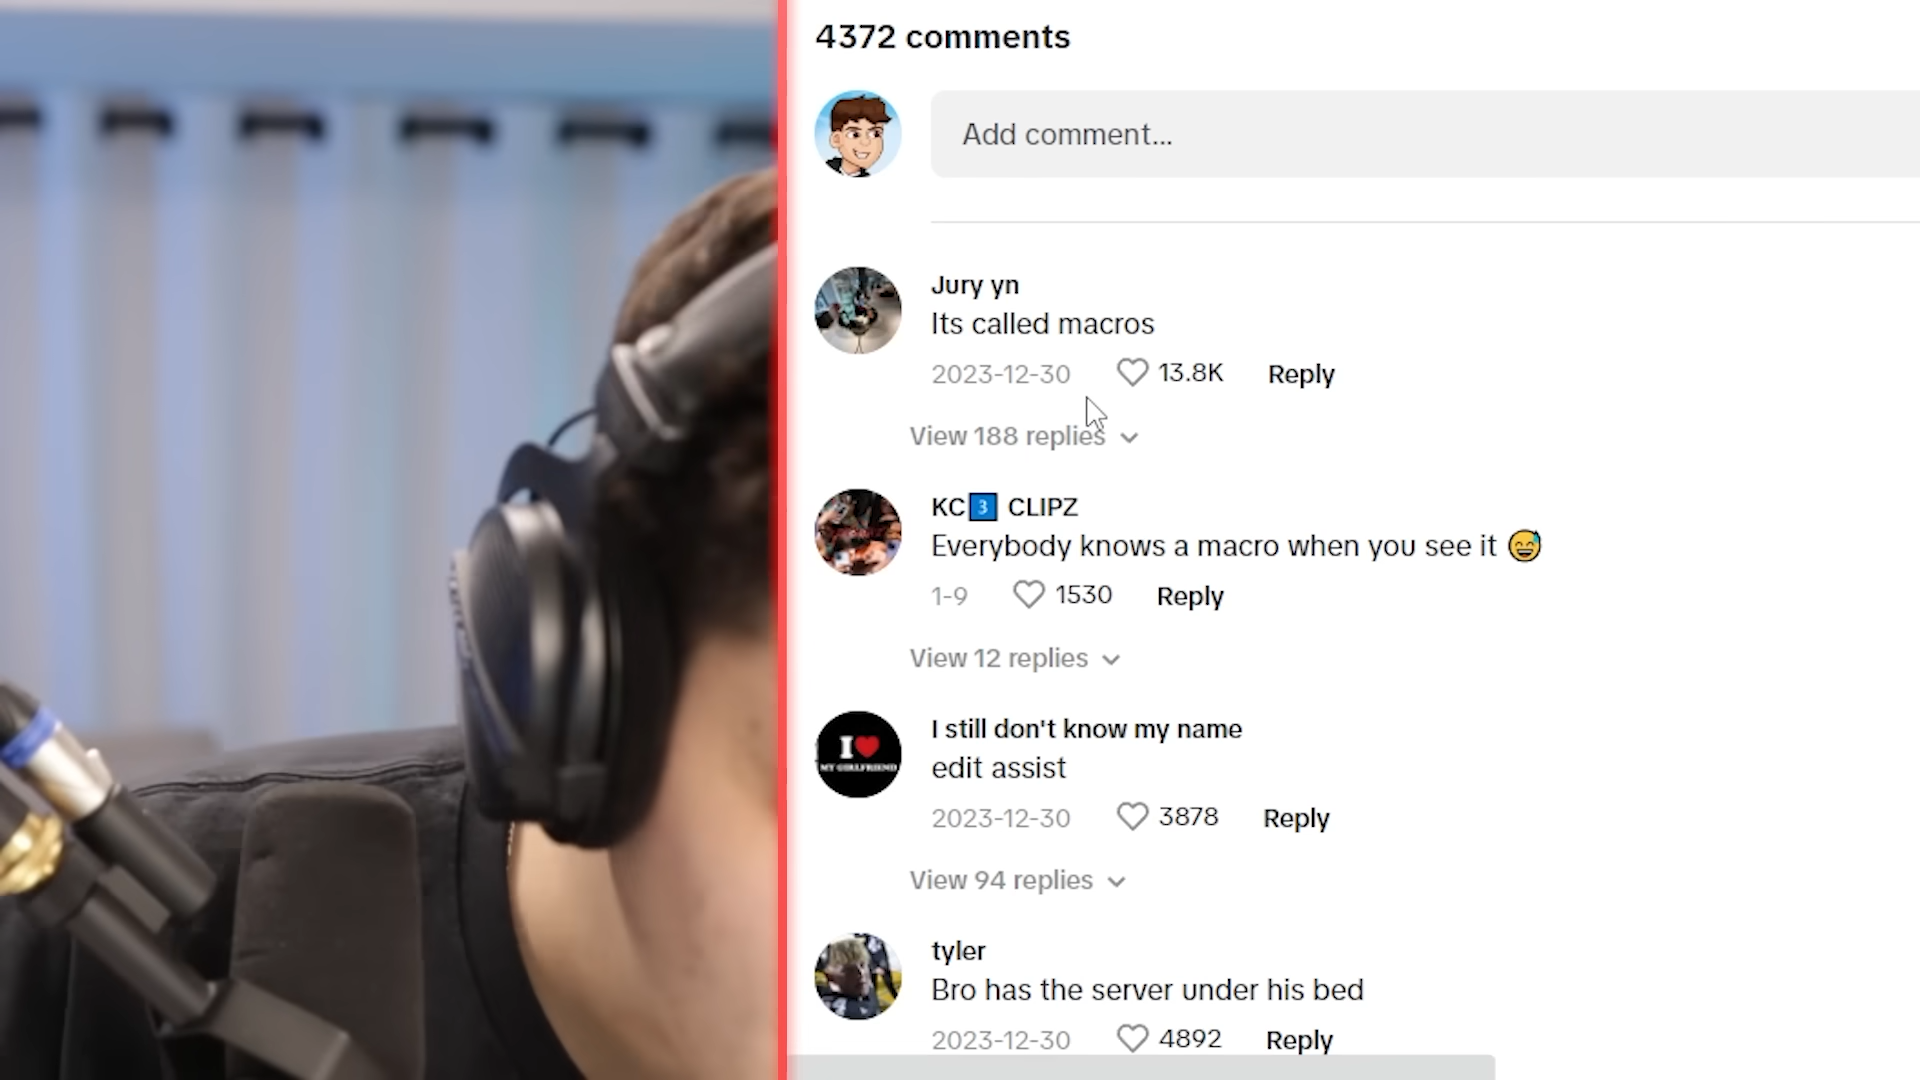 4372 comments
Add comment...
Jury yn
Its called macros
2023-12-30 13.8K Reply
View 188 replies
KC3️⃣ CLIPZ
Everybody knows a macro when you see it 😅
1-9 1530 Reply
View 12 replies
I ❤ MY GIRLFRIEND
I still don't know my name
edit assist
2023-12-30 3878 Reply
View 94 replies
tyler
Bro has the server under his bed
2023-12-30 4892 Reply